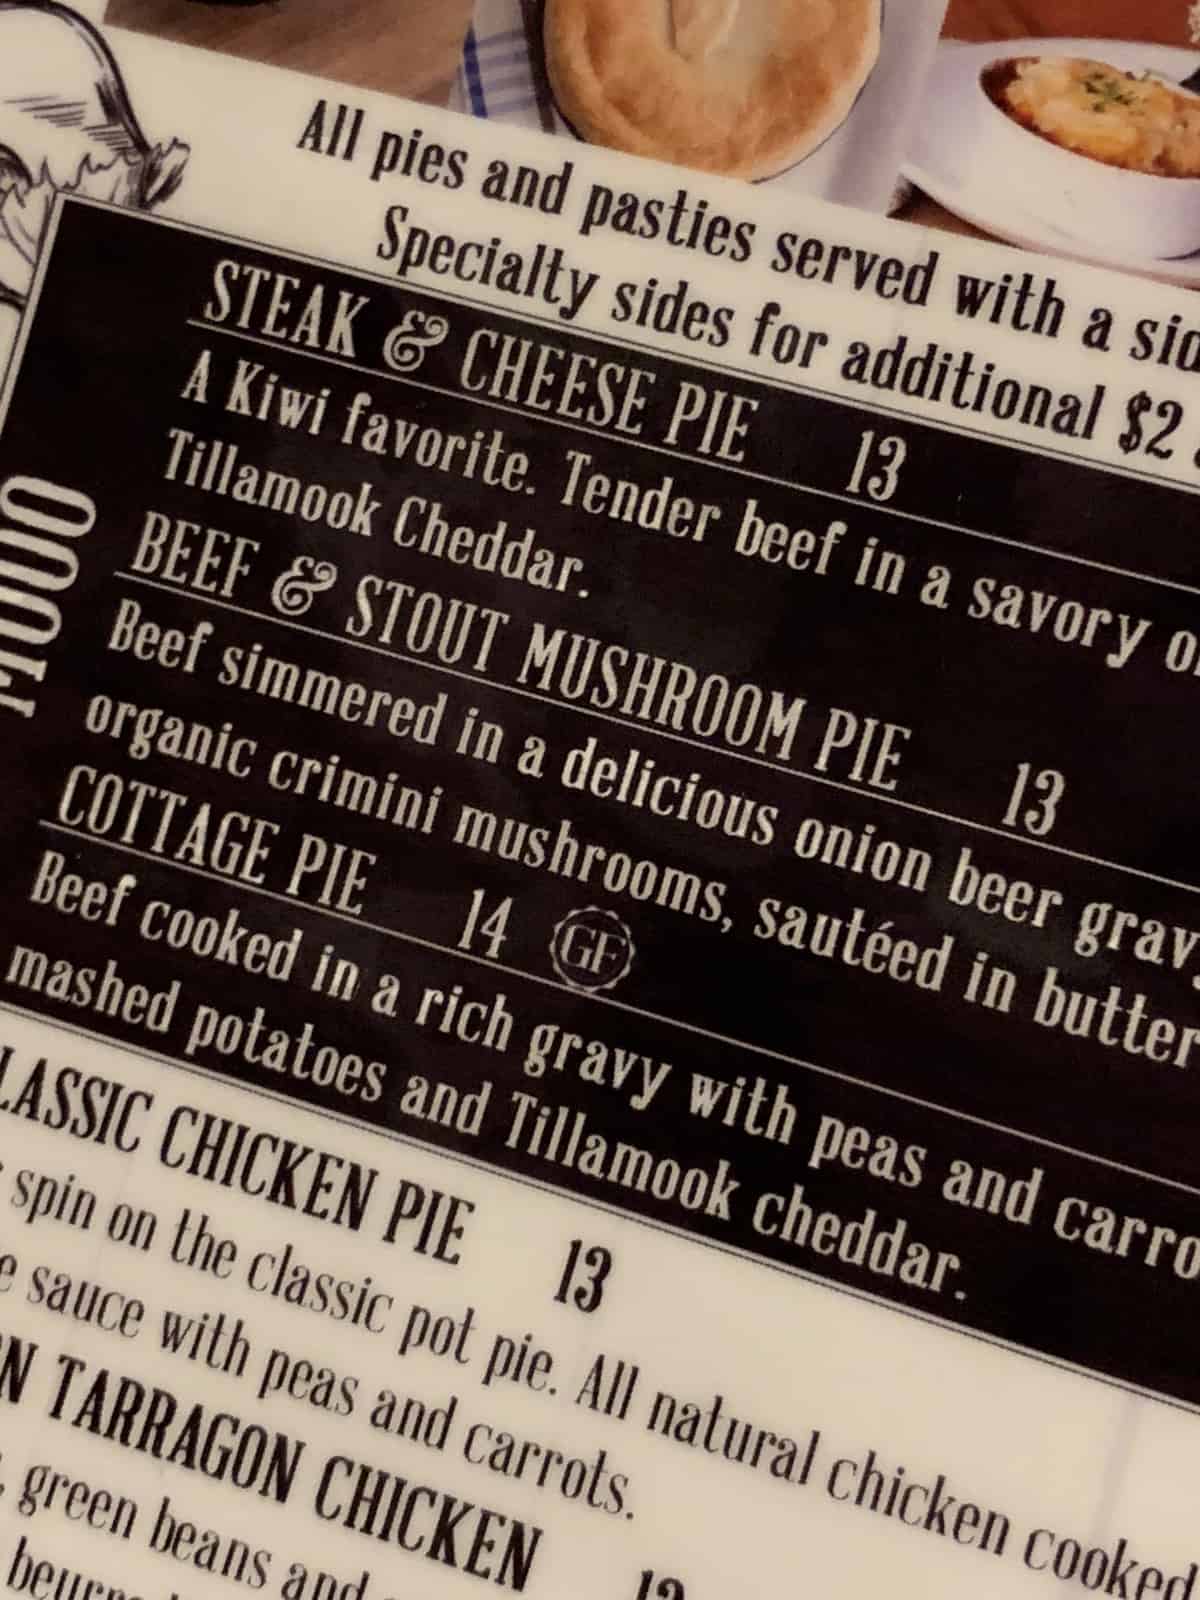 All pies and pasties served with a
Specialty sides for additional $2
STEAK & CHEESE PIE 13
A Kiwi favorite. Tender beef in a savory
Tillamook Cheddar.
BEEF & STOUT MUSHROOM PIE 13
Beef simmered in a delicious onion beer
organic crimini mushrooms, sautéed in butter
COTTAGE PIE 14 GF
Beef cooked in a rich gravy with peas and
mashed potatoes and Tillamook cheddar.
MOOO
CHICKEN PIE 13
spin on the classic pot pie. All natural chicken cooked
sauce with peas and carrots.
TARRAGON CHICKEN
green beans and